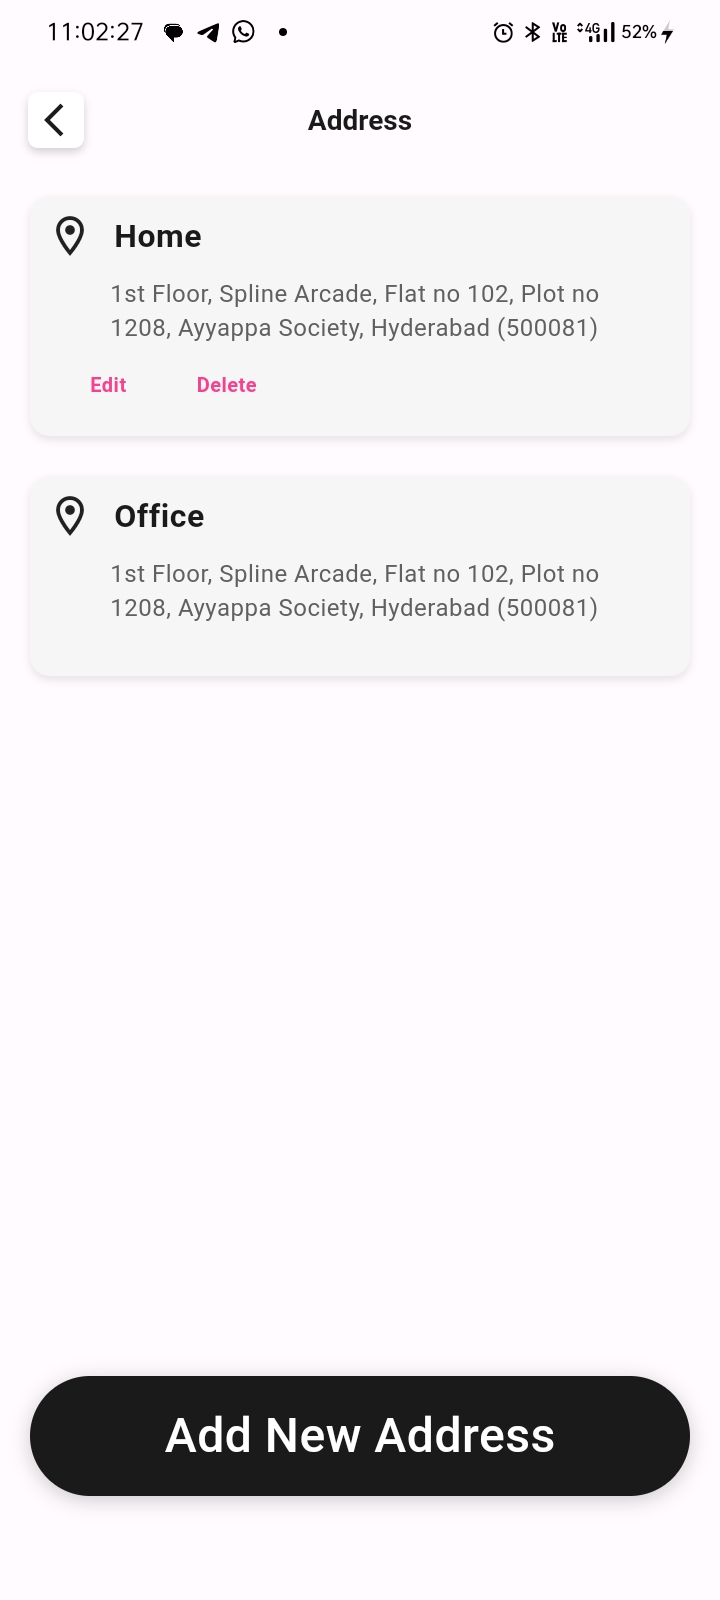 11:02:27
Vo LTE 4G 52%
Address
Home
1st Floor, Spline Arcade, Flat no 102, Plot no
1208, Ayyappa Society, Hyderabad (500081)
Edit Delete
Office
1st Floor, Spline Arcade, Flat no 102, Plot no
1208, Ayyappa Society, Hyderabad (500081)
Add New Address